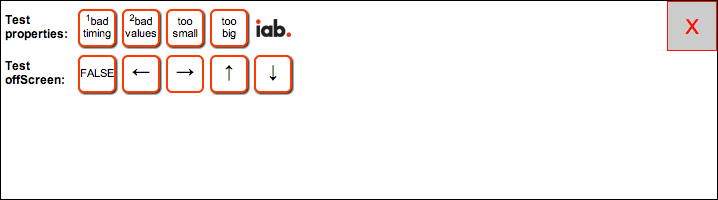 Test properties:
¹bad timing
²bad values
too small
too big
iab.
X
Test offScreen:
FALSE
←
→
↑
↓